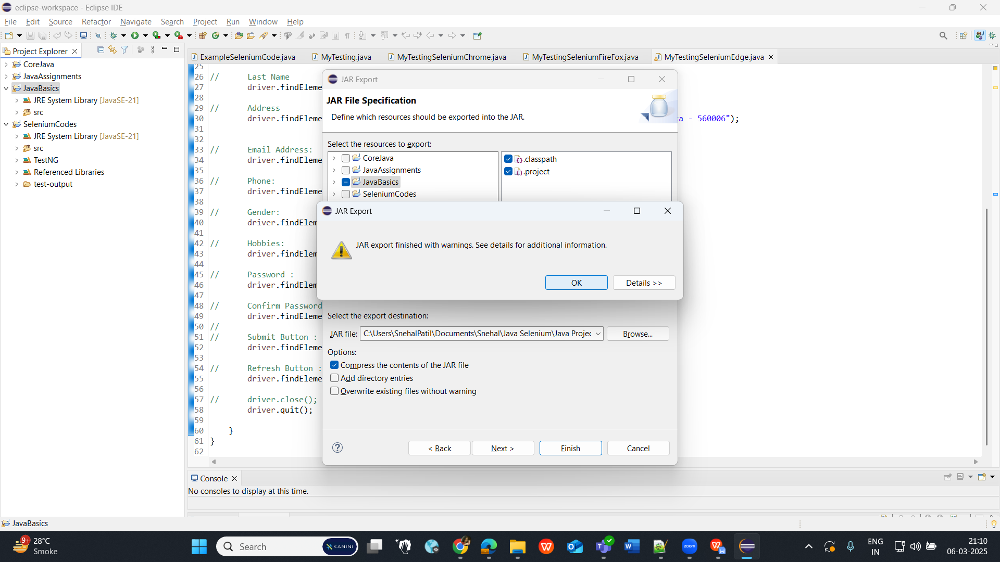 eclipse-workspace - Eclipse IDE
File Edit Source Refactor Navigate Search Project Run Window Help
Project Explorer
CoreJava
JavaAssignments
JavaBasics
JRE System Library [JavaSE-21]
src
SeleniumCodes
JRE System Library [JavaSE-21]
src
TestNG
Referenced Libraries
test-output
ExampleSeleniumCode.java MyTesting.java MyTestingSeleniumChrome.java MyTestingSeleniumFireFox.java MyTestingSeleniumEdge.java
25
26 // Last Name
27 driver.findEleme
28
29 // Address
30 driver.findEleme a - 560006");
31
32
33 // Email Address:
34 driver.findEleme
35
36 // Phone:
37 driver.findEleme
38
39 // Gender:
40 driver.findElem
41
42 // Hobbies:
43 driver.findElem
44
45 // Password :
46 driver.findElem
47
48 // Confirm Password
49 driver.findEleme
50 //
51 // Submit Button :
52 driver.findEleme
53
54 // Refresh Button :
55 driver.findEleme
56
57 // driver.close();
58 driver.quit();
59
60 }
61 }
62
JAR Export
JAR File Specification
Define which resources should be exported into the JAR.
Select the resources to export:
CoreJava
JavaAssignments
JavaBasics
SeleniumCodes
.classpath
.project
JAR Export
JAR export finished with warnings. See details for additional information.
OK Details >>
Select the export destination:
JAR file: C:\Users\SnehalPatil\Documents\Snehal\Java Selenium\Java Projec Browse...
Options:
Compress the contents of the JAR file
Add directory entries
Overwrite existing files without warning
< Back Next > Finish Cancel
Console
No consoles to display at this time.
JavaBasics
9+ 28°C
Smoke
Search KANINI
zoom
ENG
IN
21:10
06-03-2025